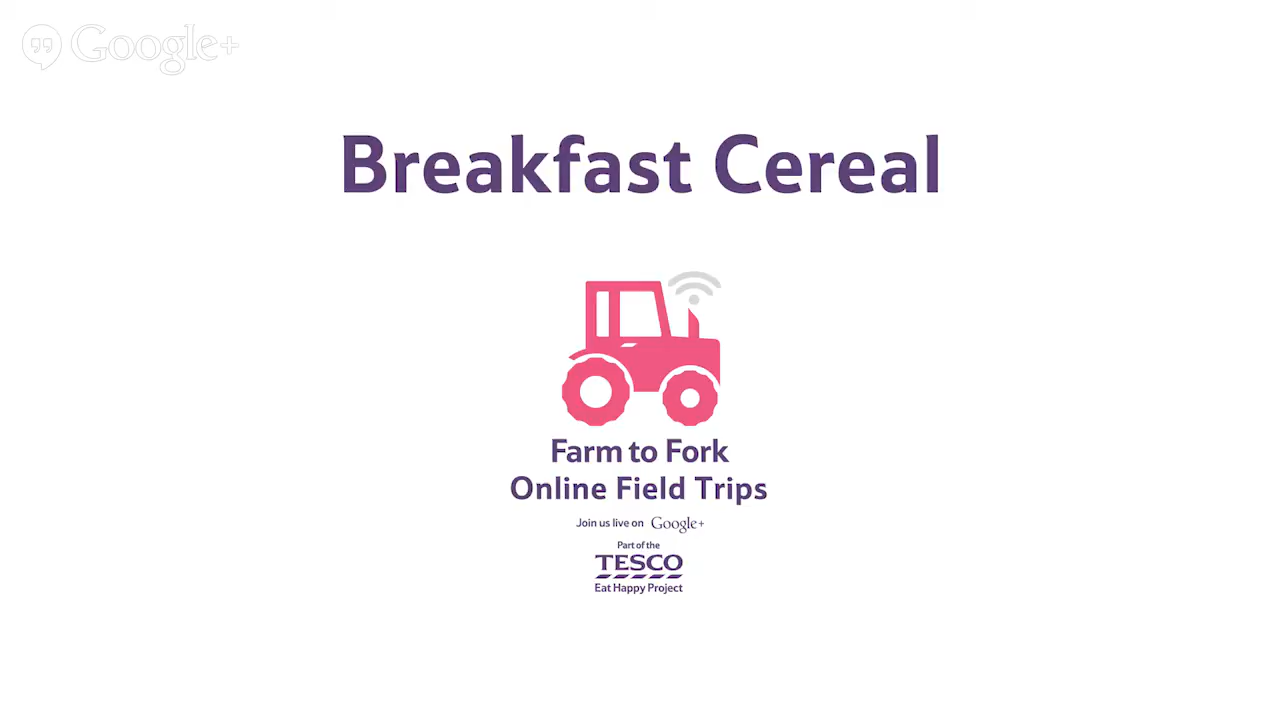 Google+
Breakfast Cereal
Farm to Fork
Online Field Trips
Join us live on Google+
Part of the
TESCO
Eat Happy Project